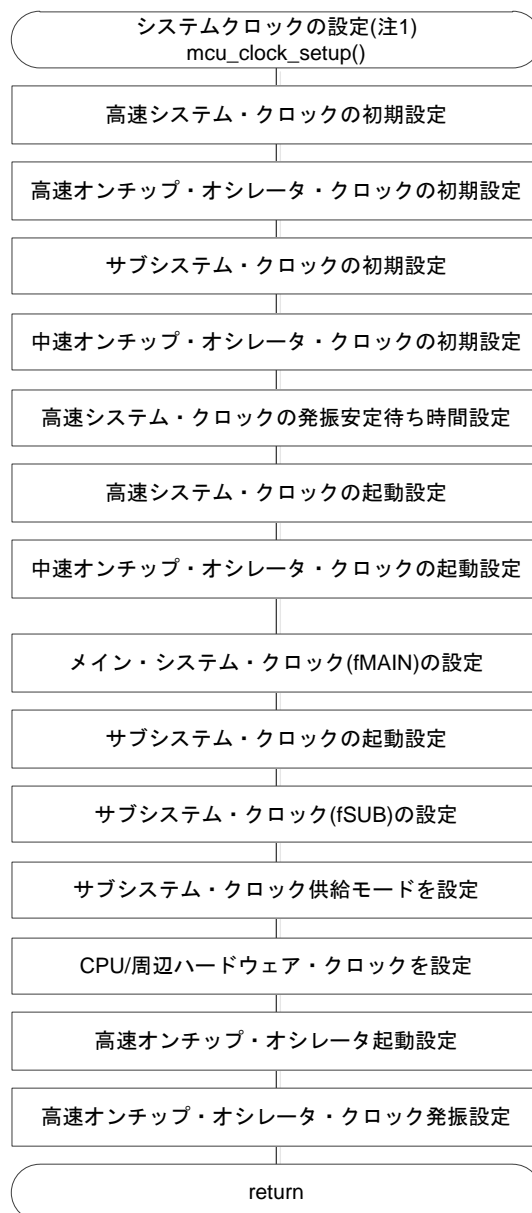 システムクロックの設定(注1)
mcu_clock_setup()
高速システム・クロックの初期設定
高速オンチップ・オシレータ・クロックの初期設定
サブシステム・クロックの初期設定
中速オンチップ・オシレータ・クロックの初期設定
高速システム・クロックの発振安定待ち時間設定
高速システム・クロックの起動設定
中速オンチップ・オシレータ・クロックの起動設定
メイン・システム・クロック(fMAIN)の設定
サブシステム・クロックの起動設定
サブシステム・クロック(fSUB)の設定
サブシステム・クロック供給モードを設定
CPU/周辺ハードウェア・クロックを設定
高速オンチップ・オシレータ起動設定
高速オンチップ・オシレータ・クロック発振設定
return